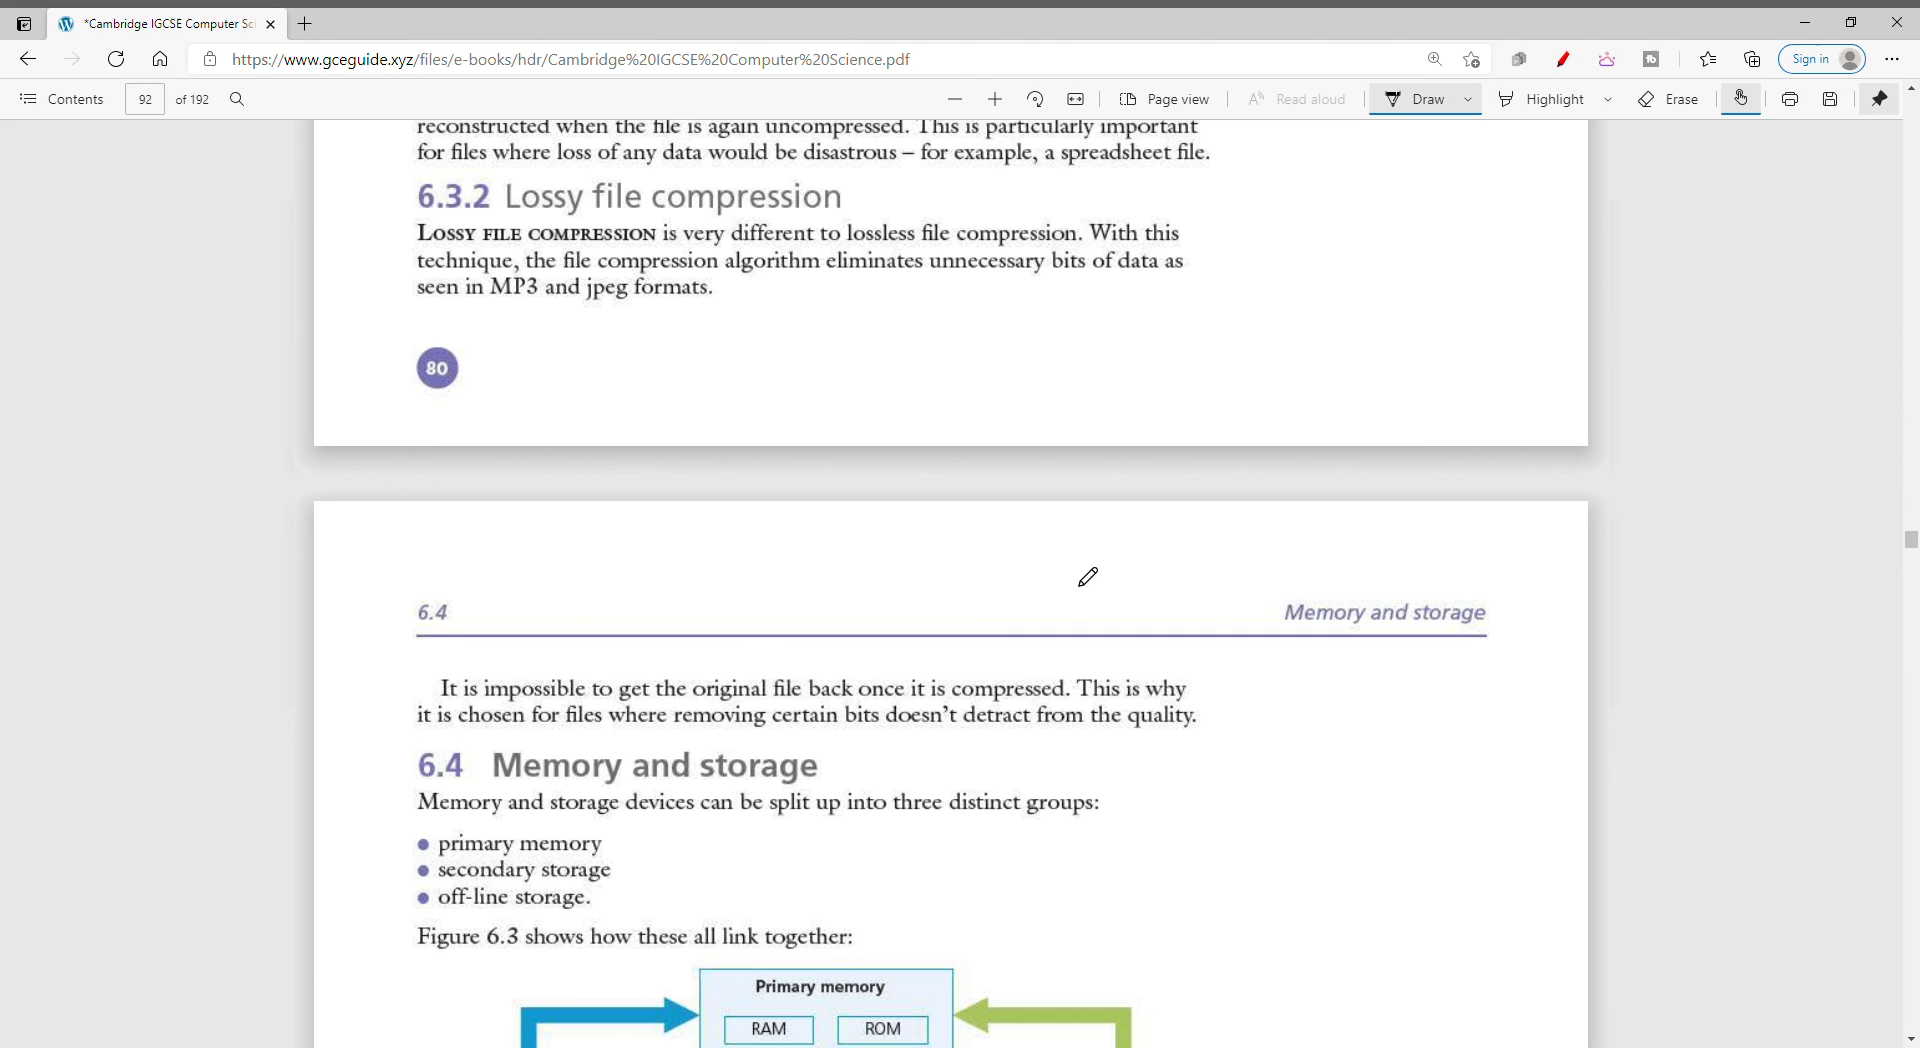 *Cambridge IGCSE Computer Sci
https://www.gceguide.xyz/files/e-books/hdr/Cambridge%20IGCSE%20Computer%20Science.pdf
Sign in
Contents 92 of 192 Page view Read aloud Draw Highlight Erase
reconstructed when the file is again uncompressed. This is particularly important
for files where loss of any data would be disastrous – for example, a spreadsheet file.
6.3.2 Lossy file compression
LOSSY FILE COMPRESSION is very different to lossless file compression. With this
technique, the file compression algorithm eliminates unnecessary bits of data as
seen in MP3 and jpeg formats.
80
6.4 Memory and storage
It is impossible to get the original file back once it is compressed. This is why
it is chosen for files where removing certain bits doesn't detract from the quality.
6.4 Memory and storage
Memory and storage devices can be split up into three distinct groups:
● primary memory
● secondary storage
● off-line storage.
Figure 6.3 shows how these all link together:
Primary memory
RAM ROM